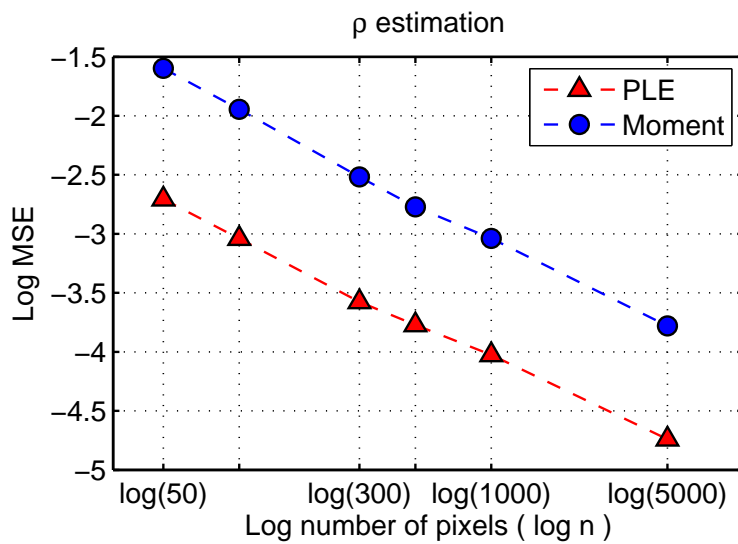 ρ estimation
−1.5
−2
−2.5
−3
−3.5
−4
−4.5
−5
Log MSE
PLE
Moment
log(50) log(300) log(1000) log(5000)
Log number of pixels ( log n )